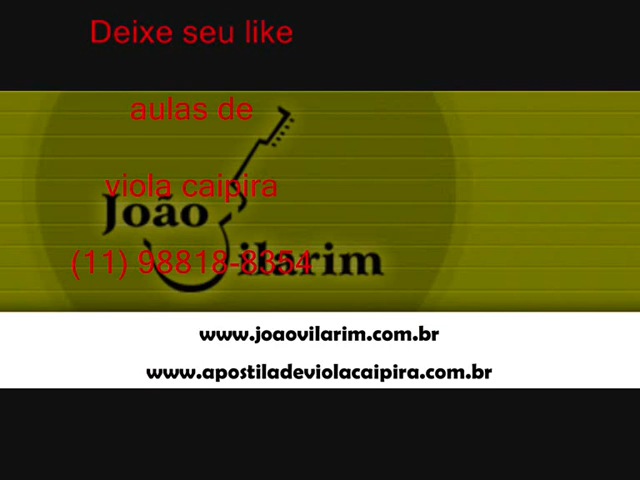 Deixe seu like
aulas de
viola caipira
João
(11) 98818-8354
Vilarim
www.joaovilarim.com.br
www.apostiladeviolacaipira.com.br